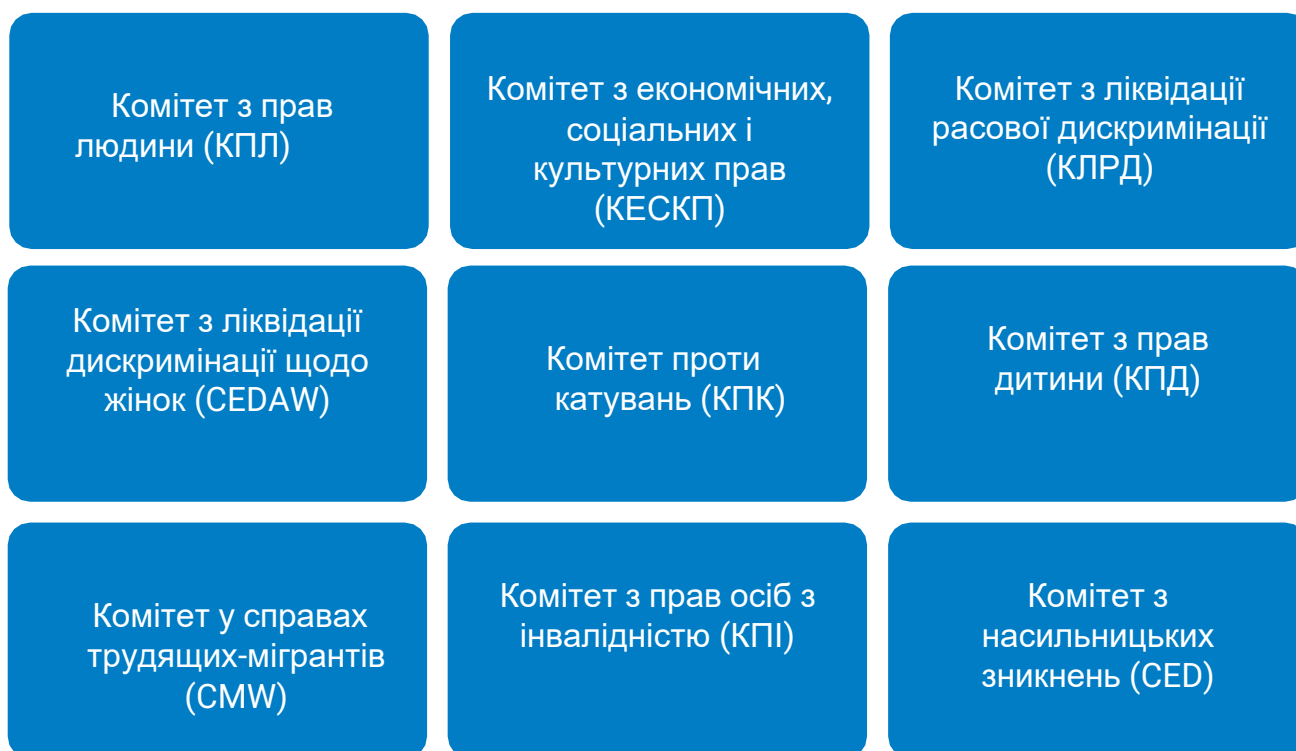 Комітет з прав
людини (КПЛ)
Комітет з економічних,
соціальних і
культурних прав
(КЕСКП)
Комітет з ліквідації
расової дискримінації
(КЛРД)
Комітет з ліквідації
дискримінації щодо
жінок (CEDAW)
Комітет проти
катувань (КПК)
Комітет з прав
дитини (КПД)
Комітет у справах
трудящих-мігрантів
(CMW)
Комітет з прав осіб з
інвалідністю (КПІ)
Комітет з
насильницьких
зникнень (CED)